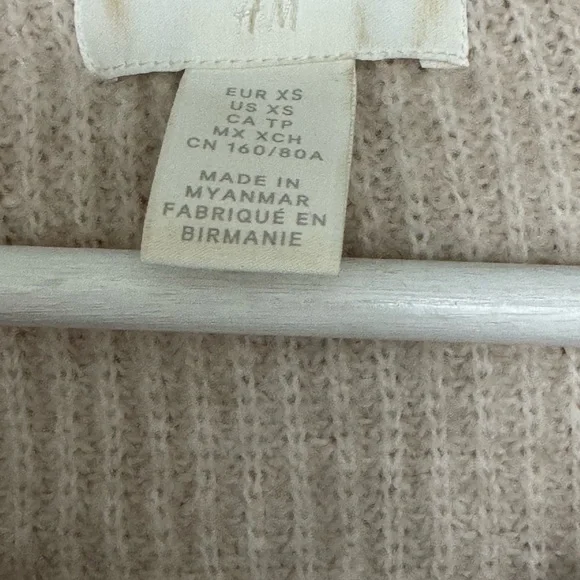 H&M
EUR XS
US XS
CA TP
MX XCH
CN 160/80A
MADE IN
MYANMAR
FABRIQUÉ EN
BIRMANIE